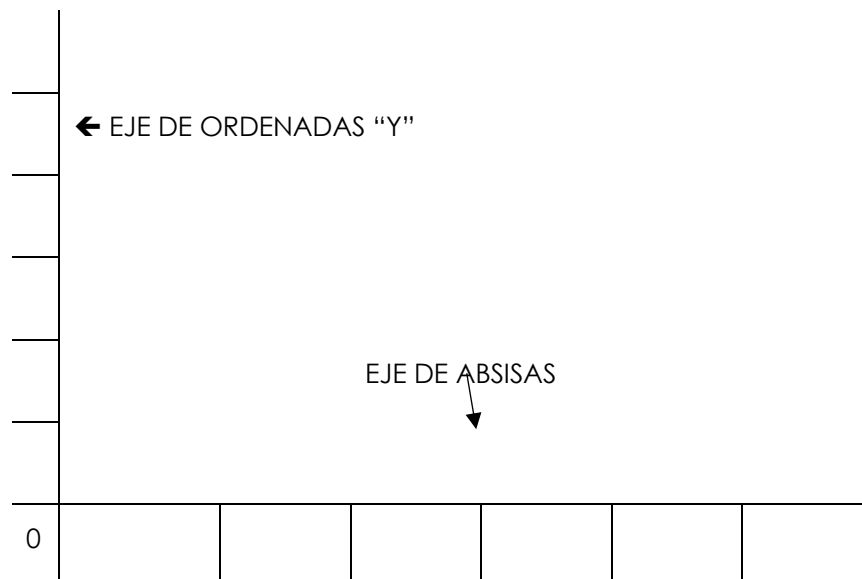 🡸 EJE DE ORDENADAS “Y”
EJE DE ABSISAS
0